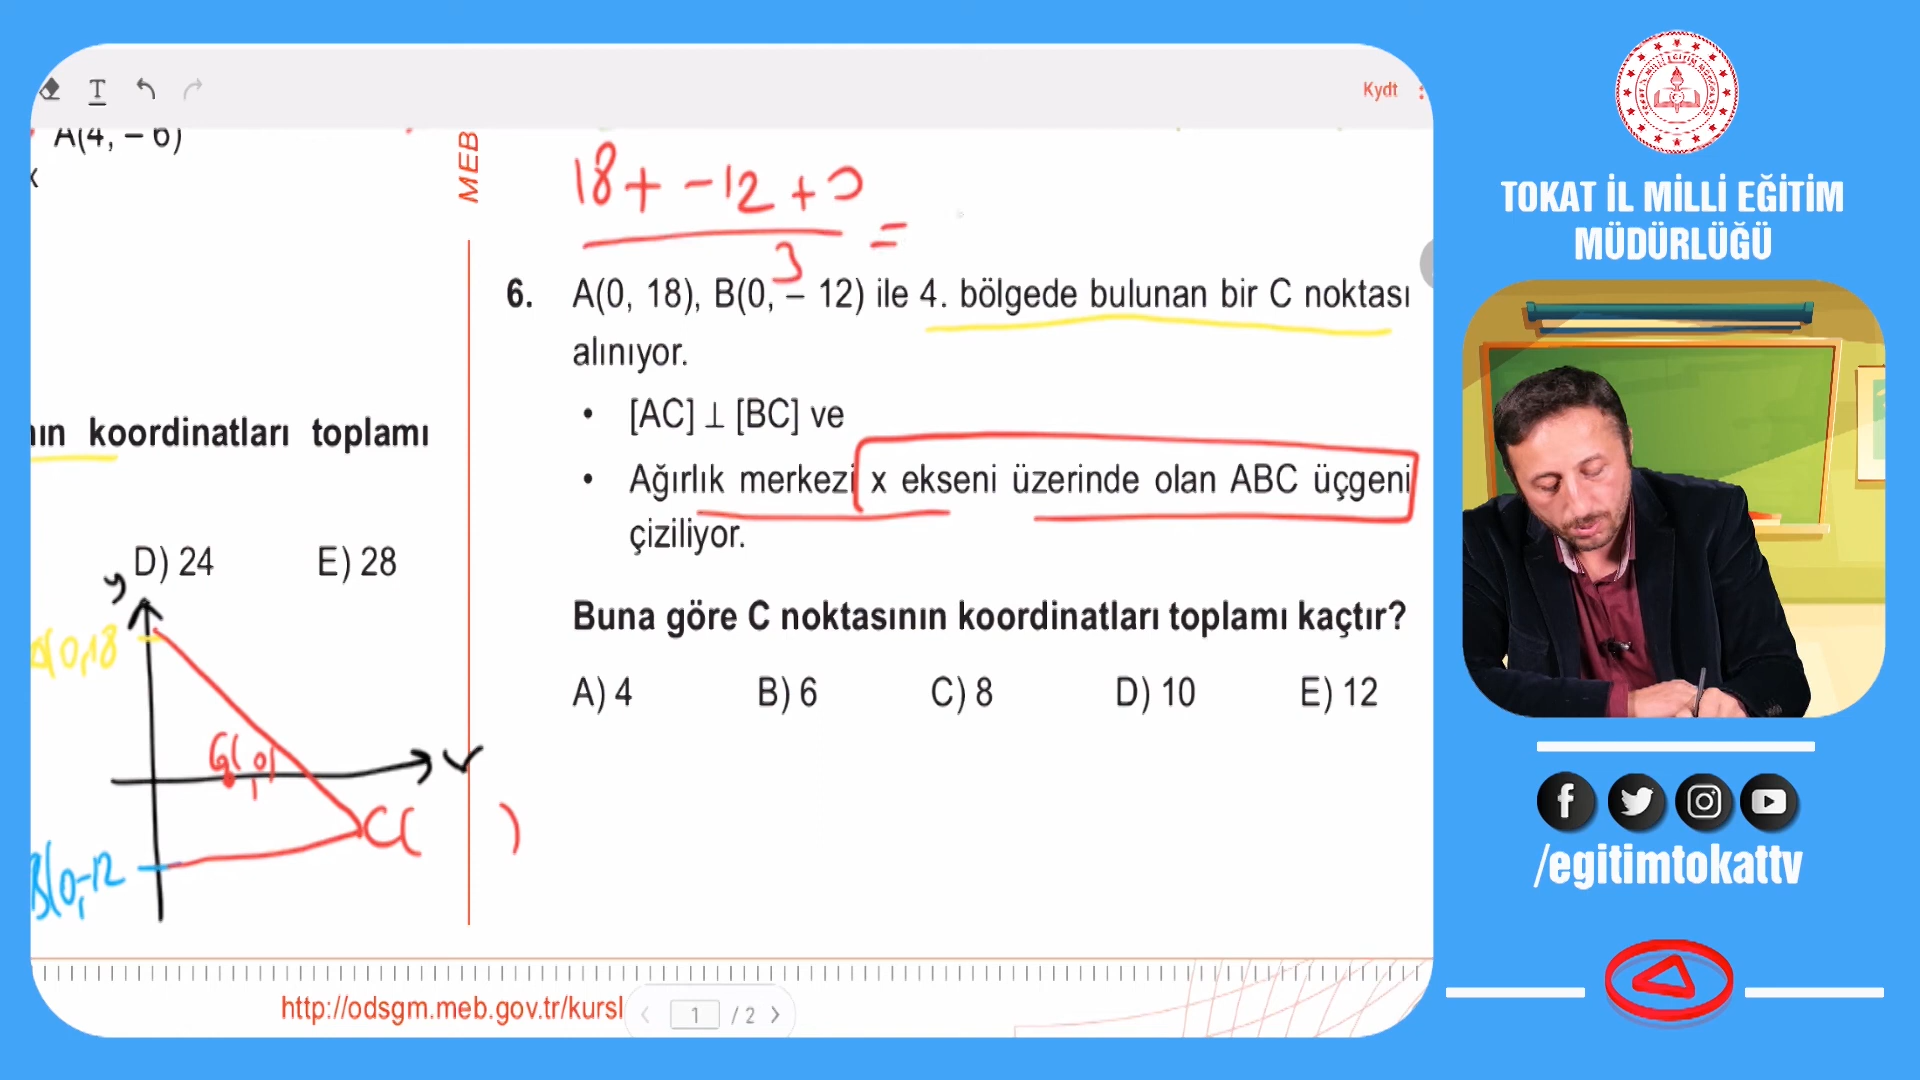 Kydt
A(4, – 6)
x
MEB
ın koordinatları toplamı
D) 24 E) 28
y
A(0,18
G( ,0)
C( )
B(0,-12
18 + -12 + y
3
=
6. A(0, 18), B(0, – 12) ile 4. bölgede bulunan bir C noktası
alınıyor.
• [AC] ⊥ [BC] ve
• Ağırlık merkezi x ekseni üzerinde olan ABC üçgeni
çiziliyor.
Buna göre C noktasının koordinatları toplamı kaçtır?
A) 4 B) 6 C) 8 D) 10 E) 12
http://odsgm.meb.gov.tr/kursl
1 / 2
TOKAT İL MİLLİ EĞİTİM
MÜDÜRLÜĞÜ
/egitimtokattv